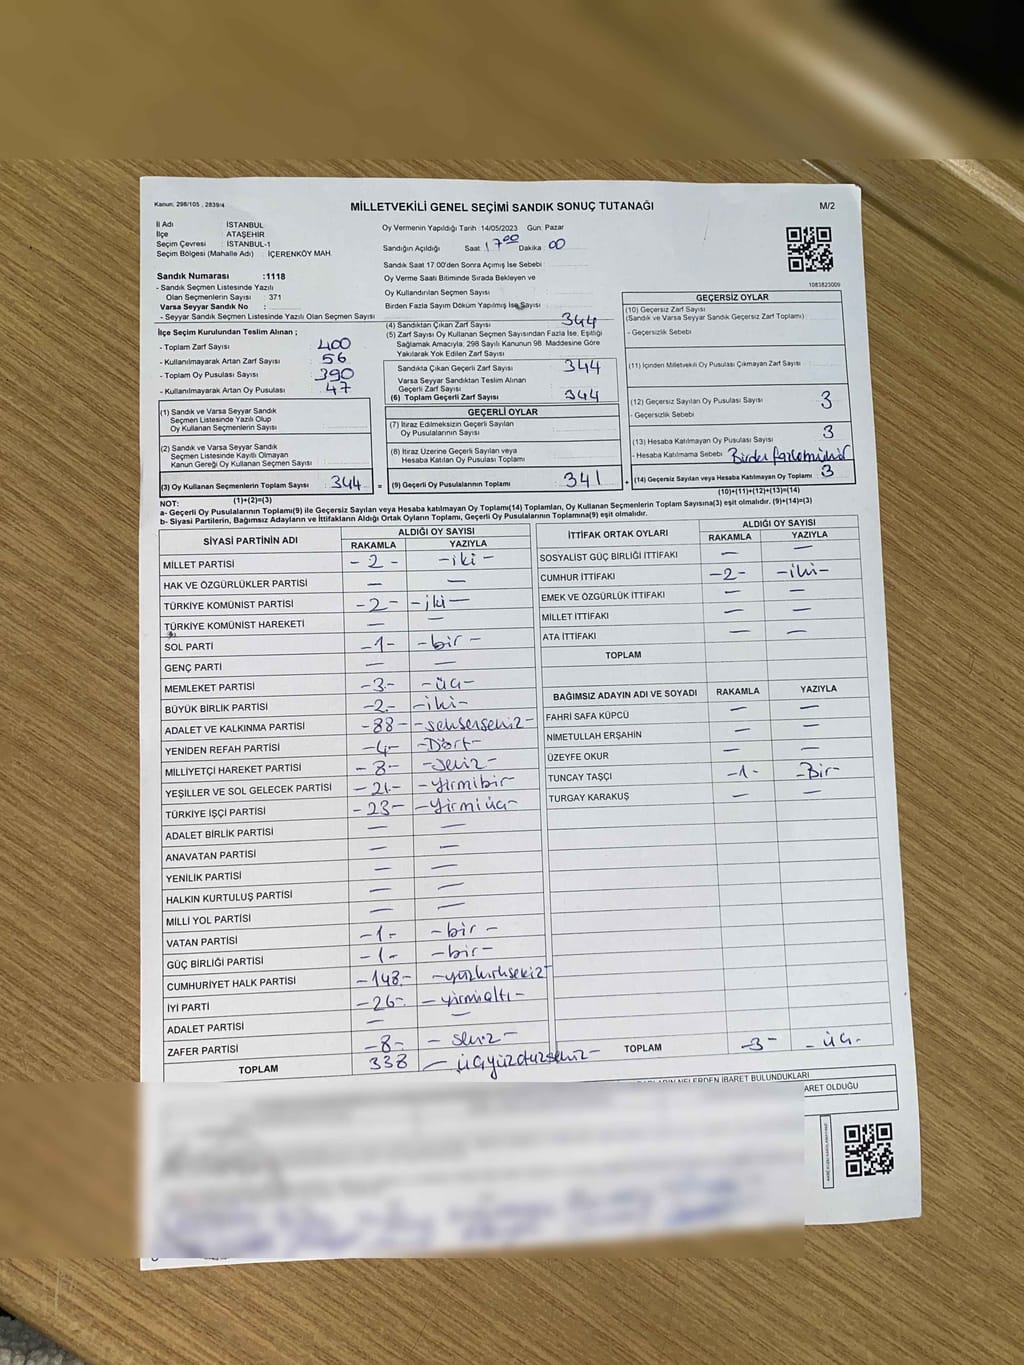 Kanun: 298/105 , 2839/4
MİLLETVEKİLİ GENEL SEÇİMİ SANDIK SONUÇ TUTANAĞI
M/2
İl Adı : İSTANBUL
İlçe : ATAŞEHİR
Seçim Çevresi : İSTANBUL-1
Seçim Bölgesi (Mahalle Adı) : İÇERENKÖY MAH.
Sandık Numarası :1118
- Sandık Seçmen Listesinde Yazılı
Olan Seçmenlerin Sayısı : 371
Varsa Seyyar Sandık No :
- Seyyar Sandık Seçmen Listesinde Yazılı Olan Seçmen Sayısı
Oy Vermenin Yapıldığı Tarih :14/05/2023 Gün: Pazar
Sandığın Açıldığı Saat: 17 00 Dakika : 00
Sandık Saat 17:00'den Sonra Açımış İse Sebebi :
Oy Verme Saati Bitiminde Sırada Bekleyen ve
Oy Kullandırılan Seçmen Sayısı :
Birden Fazla Sayım Döküm Yapılmış İse Sayısı :
1083823009
İlçe Seçim Kurulundan Teslim Alınan ;
- Toplam Zarf Sayısı : 400
- Kullanılmayarak Artan Zarf Sayısı : 56
- Toplam Oy Pusulası Sayısı : 390
- Kullanılmayarak Artan Oy Pusulası : 47
(1) Sandık ve Varsa Seyyar Sandık
Seçmen Listesinde Yazılı Olup
Oy Kullanan Seçmenlerin Sayısı :
(2) Sandık ve Varsa Seyyar Sandık
Seçmen Listesinde Kayıtlı Olmayan
Kanun Gereği Oy Kullanan Seçmen Sayısı :
(3) Oy Kullanan Seçmenlerin Toplam Sayısı : 344 =
(1)+(2)=(3)
(4) Sandıktan Çıkan Zarf Sayısı : 344
(5) Zarf Sayısı Oy Kullanan Seçmen Sayısından Fazla İse, Eşitliği
Sağlamak Amacıyla; 298 Sayılı Kanunun 98. Maddesine Göre
Yakılarak Yok Edilen Zarf Sayısı :
Sandıkta Çıkan Geçerli Zarf Sayısı : 344
Varsa Seyyar Sandıktan Teslim Alınan
Geçerli Zarf Sayısı :
(6) Toplam Geçerli Zarf Sayısı : 344
GEÇERLİ OYLAR
(7) İtiraz Edilmeksizin Geçerli Sayılan
Oy Pusulalarının Sayısı :
(8) İtiraz Üzerine Geçerli Sayılan veya
Hesaba Katılan Oy Pusulası Toplamı :
(9) Geçerli Oy Pusulalarının Toplamı : 341 +
GEÇERSİZ OYLAR
(10) Geçersiz Zarf Sayısı
(Sandık ve Varsa Seyyar Sandık Geçersiz Zarf Toplamı) :
- Geçersizlik Sebebi :
(11) İçinden Milletvekili Oy Pusulası Çıkmayan Zarf Sayısı :
(12) Geçersiz Sayılan Oy Pusulası Sayısı : 3
- Geçersizlik Sebebi :
(13) Hesaba Katılmayan Oy Pusulası Sayısı : 3
- Hesaba Katılmama Sebebi : Birden fazla mühür
(14) Geçersiz Sayılan veya Hesaba Katılmayan Oy Toplamı : 3
(10)+(11)+(12)+(13)=(14)
NOT:
a- Geçerli Oy Pusulalarının Toplamı(9) ile Geçersiz Sayılan veya Hesaba katılmayan Oy Toplamı(14) Toplamları, Oy Kullanan Seçmenlerin Toplam Sayısına(3) eşit olmalıdır. (9)+(14)=(3)
b- Siyasi Partilerin, Bağımsız Adayların ve İttifakların Aldığı Ortak Oyların Toplamı, Geçerli Oy Pusulalarının Toplamına(9) eşit olmalıdır.
SİYASİ PARTİNİN ADI ALDIĞI OY SAYISI
RAKAMLA YAZIYLA
MİLLET PARTİSİ - 2 - - iki -
HAK VE ÖZGÜRLÜKLER PARTİSİ — —
TÜRKİYE KOMÜNİST PARTİSİ - 2 - - iki —
TÜRKİYE KOMÜNİST HAREKETİ — —
SOL PARTİ - 1 - - bir -
GENÇ PARTİ — —
MEMLEKET PARTİSİ - 3 - - üç -
BÜYÜK BİRLİK PARTİSİ - 2 - - iki -
ADALET VE KALKINMA PARTİSİ - 88 - - seksensekiz -
YENİDEN REFAH PARTİSİ - 4 - - Dört -
MİLLİYETÇİ HAREKET PARTİSİ - 8 - - sekiz -
YEŞİLLER VE SOL GELECEK PARTİSİ - 21 - - yirmibir
TÜRKİYE İŞÇİ PARTİSİ - 23 - - yirmiüç -
ADALET BİRLİK PARTİSİ — —
ANAVATAN PARTİSİ — —
YENİLİK PARTİSİ — —
HALKIN KURTULUŞ PARTİSİ — —
MİLLİ YOL PARTİSİ — —
VATAN PARTİSİ - 1 - - bir -
GÜÇ BİRLİĞİ PARTİSİ - 1 - - bir -
CUMHURİYET HALK PARTİSİ - 148 - - yüzkırksekiz
İYİ PARTİ - 26 - - yirmialtı -
ADALET PARTİSİ — —
ZAFER PARTİSİ - 8 - - sekiz -
TOPLAM 338 - üçyüzotuzsekiz -
İTTİFAK ORTAK OYLARI ALDIĞI OY SAYISI
RAKAMLA YAZIYLA
SOSYALİST GÜÇ BİRLİĞİ İTTİFAKI — —
CUMHUR İTTİFAKI - 2 - - iki -
EMEK VE ÖZGÜRLÜK İTTİFAKI — —
MİLLET İTTİFAKI — —
ATA İTTİFAKI — —
TOPLAM
BAĞIMSIZ ADAYIN ADI VE SOYADI RAKAMLA YAZIYLA
FAHRİ SAFA KÜPCÜ — —
NİMETULLAH ERŞAHİN — —
ÜZEYFE OKUR — —
TUNCAY TAŞÇI - 1 - - Bir -
TURGAY KARAKUŞ — —
TOPLAM - 3 - - üç -
NELERDEN İBARET BULUNDUKLARI
ARET OLDUĞU